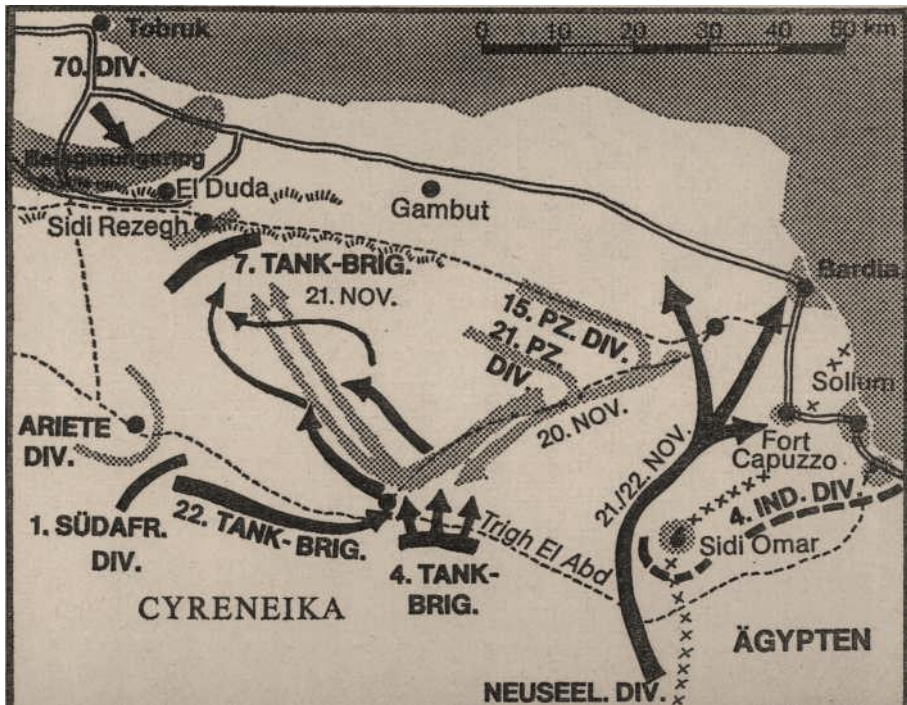 Tobruk
0 10 20 30 40 50 km
70. DIV.
Belagerungsring
El Duda
Gambut
Sidi Rezegh
7. TANK-BRIG.
21. NOV.
Bardia
15. PZ. DIV.
21. PZ.
DIV
Sollum
ARIETE
DIV.
20. NOV.
Fort
Capuzzo
21./22. NOV.
4. IND. DIV.
1. SÜDAFR.
DIV.
22. TANK-BRIG.
Trigh El Abd
Sidi Omar
4. TANK-
BRIG.
CYRENEIKA
ÄGYPTEN
NEUSEEL. DIV.